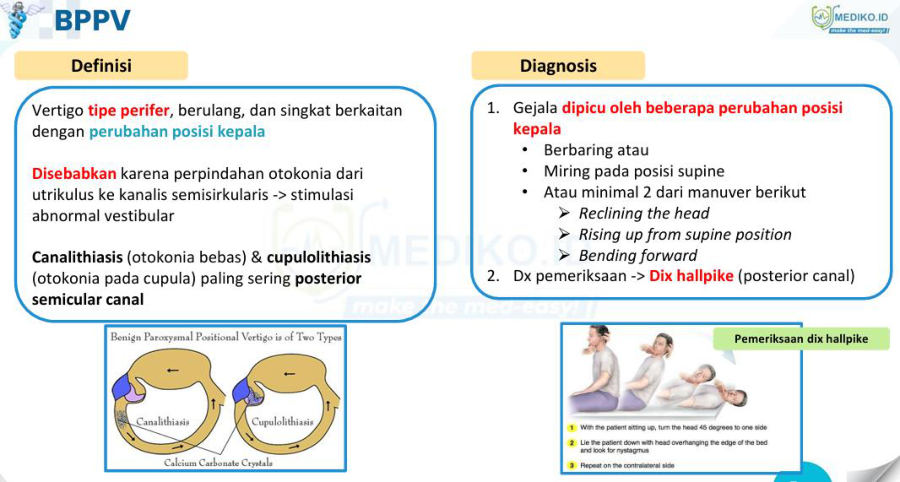 BPPV
MEDIKO.ID
make the med-easy! |
Definisi
Vertigo tipe perifer, berulang, dan singkat berkaitan
dengan perubahan posisi kepala
Disebabkan karena perpindahan otokonia dari
utrikulus ke kanalis semisirkularis -> stimulasi
abnormal vestibular
Canalithiasis (otokonia bebas) & cupulolithiasis
(otokonia pada cupula) paling sering posterior
semicular canal
Benign Paroxysmal Positional Vertigo is of Two Types
Canalithiasis
Cupulolithiasis
Calcium Carbonate Crystals
Diagnosis
1. Gejala dipicu oleh beberapa perubahan posisi
kepala
• Berbaring atau
• Miring pada posisi supine
• Atau minimal 2 dari manuver berikut
➢ Reclining the head
➢ Rising up from supine position
➢ Bending forward
2. Dx pemeriksaan -> Dix hallpike (posterior canal)
MEDIKO.ID
make the med-easy! |
Pemeriksaan dix hallpike
1 With the patient sitting up, turn the head 45 degrees to one side
2 Lie the patient down with head overhanging the edge of the bed
and look for nystagmus
3 Repeat on the contralateral side